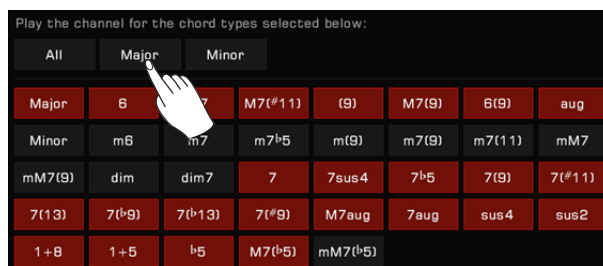 Play the channel for the chord types selected below:
All Major Minor
Major 6 7 M7(#11) (9) M7(9) 6(9) aug
Minor m6 m7 m7♭5 m(9) m7(9) m7(11) mM7
mM7(9) dim dim7 7 7sus4 7♭5 7(9) 7(#11)
7(13) 7(♭9) 7(♭13) 7(#9) M7aug 7aug sus4 sus2
1+8 1+5 ♭5 M7(♭5) mM7(♭5)